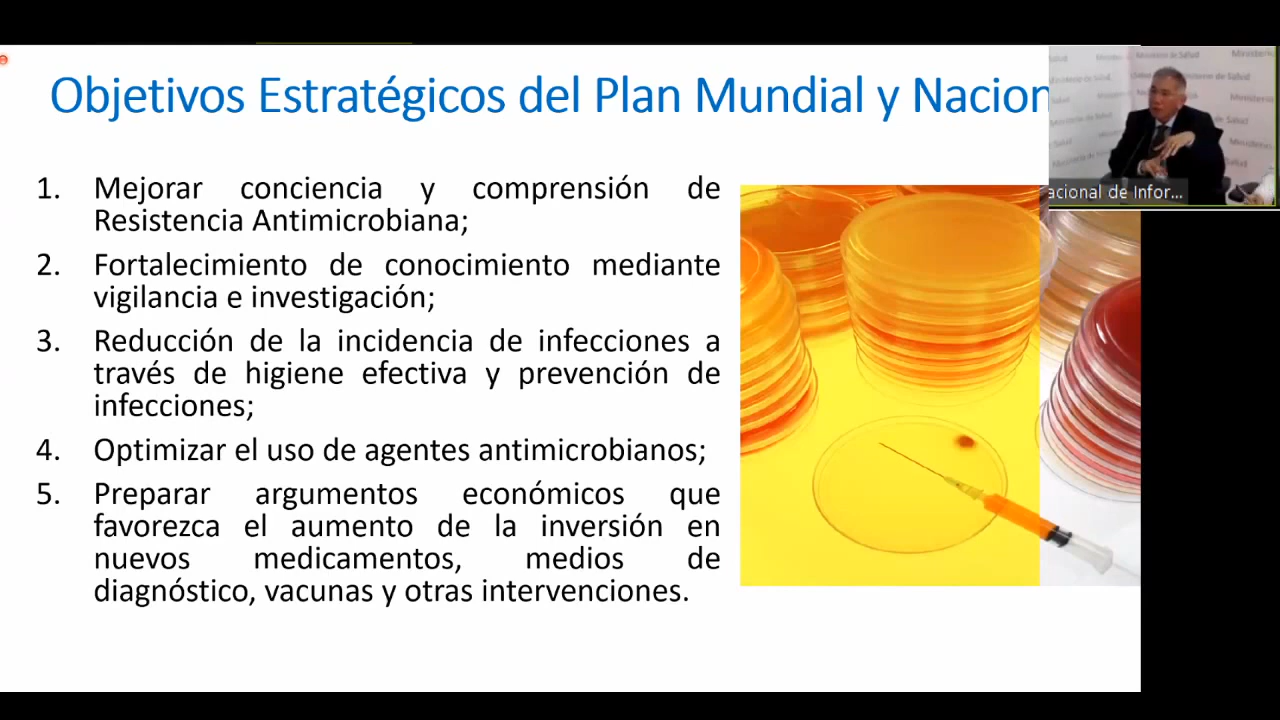 Objetivos Estratégicos del Plan Mundial y Nacion
1. Mejorar conciencia y comprensión de
Resistencia Antimicrobiana;
2. Fortalecimiento de conocimiento mediante
vigilancia e investigación;
3. Reducción de la incidencia de infecciones a
través de higiene efectiva y prevención de
infecciones;
4. Optimizar el uso de agentes antimicrobianos;
5. Preparar argumentos económicos que
favorezca el aumento de la inversión en
nuevos medicamentos, medios de
diagnóstico, vacunas y otras intervenciones.
Ministerio de Salud
acional de Infor...